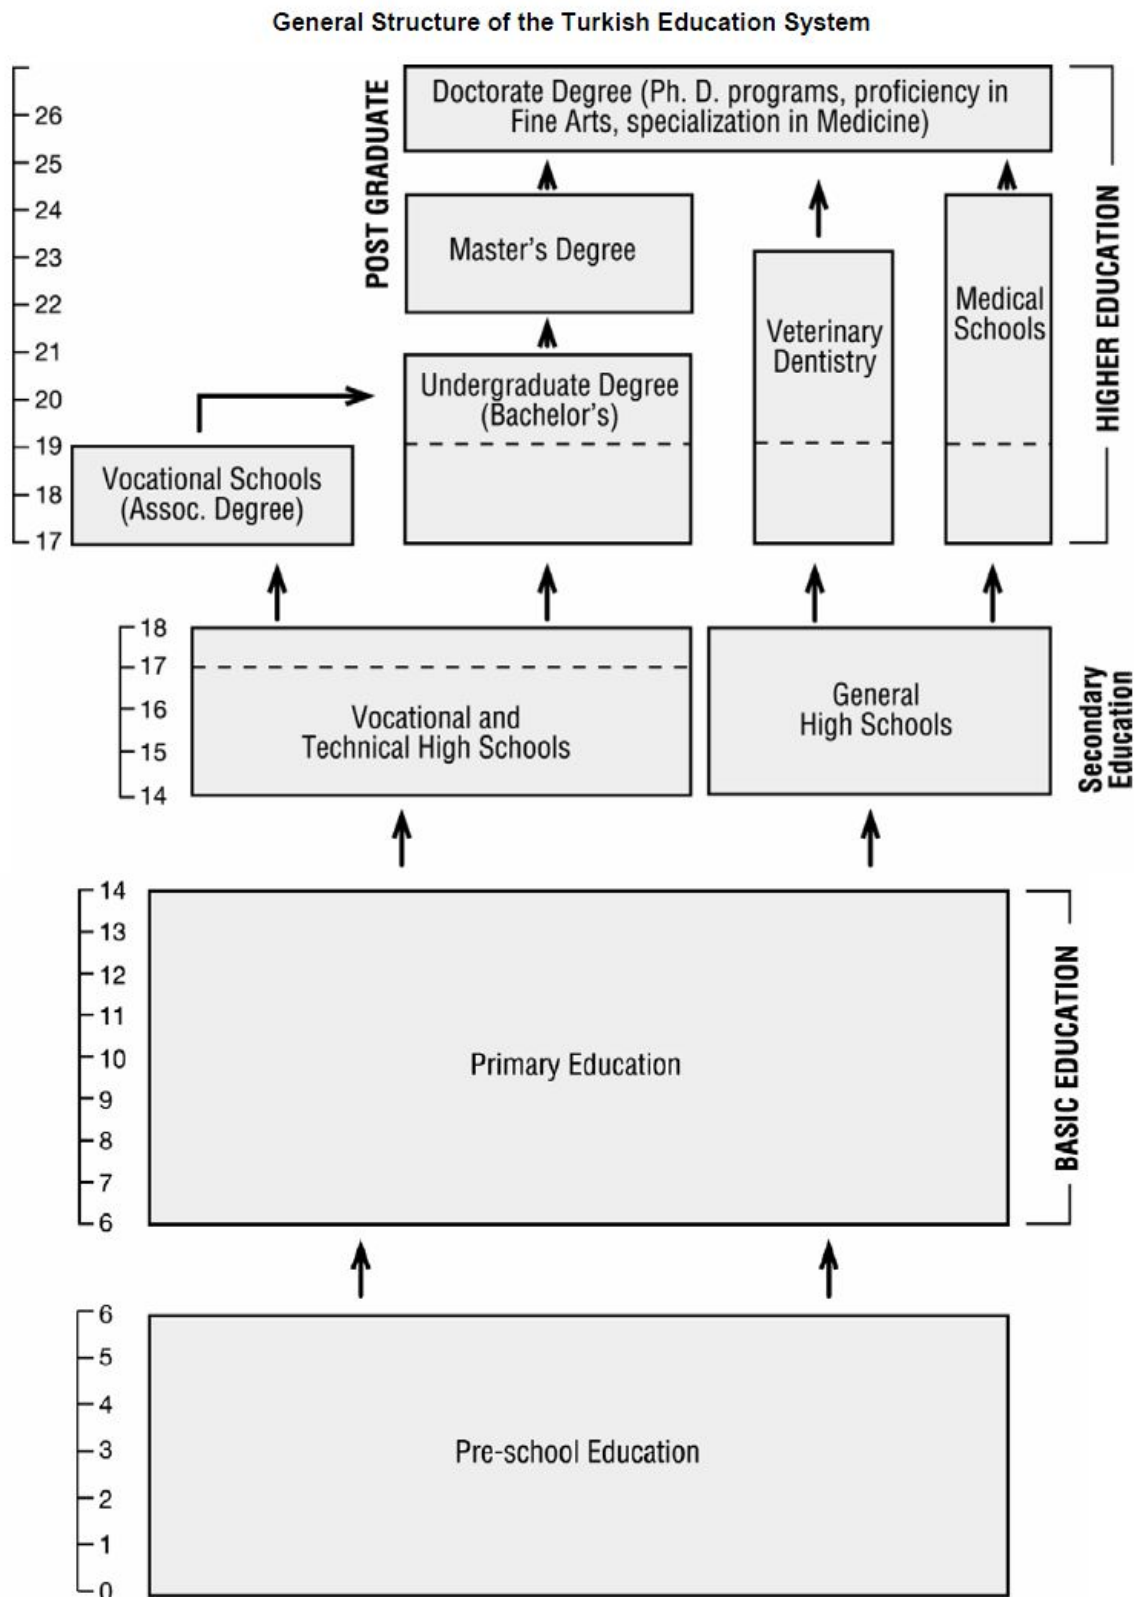 General Structure of the Turkish Education System
26
25
24
23
22
21
20
19
18
17
POST GRADUATE
Doctorate Degree (Ph. D. programs, proficiency in
Fine Arts, specialization in Medicine)
Master's Degree
Undergraduate Degree
(Bachelor's)
Veterinary
Dentistry
Medical
Schools
HIGHER EDUCATION
Vocational Schools
(Assoc. Degree)
18
17
16
15
14
Vocational and
Technical High Schools
General
High Schools
Secondary
Education
14
13
12
11
10
9
8
7
6
Primary Education
BASIC EDUCATION
6
5
4
3
2
1
0
Pre-school Education